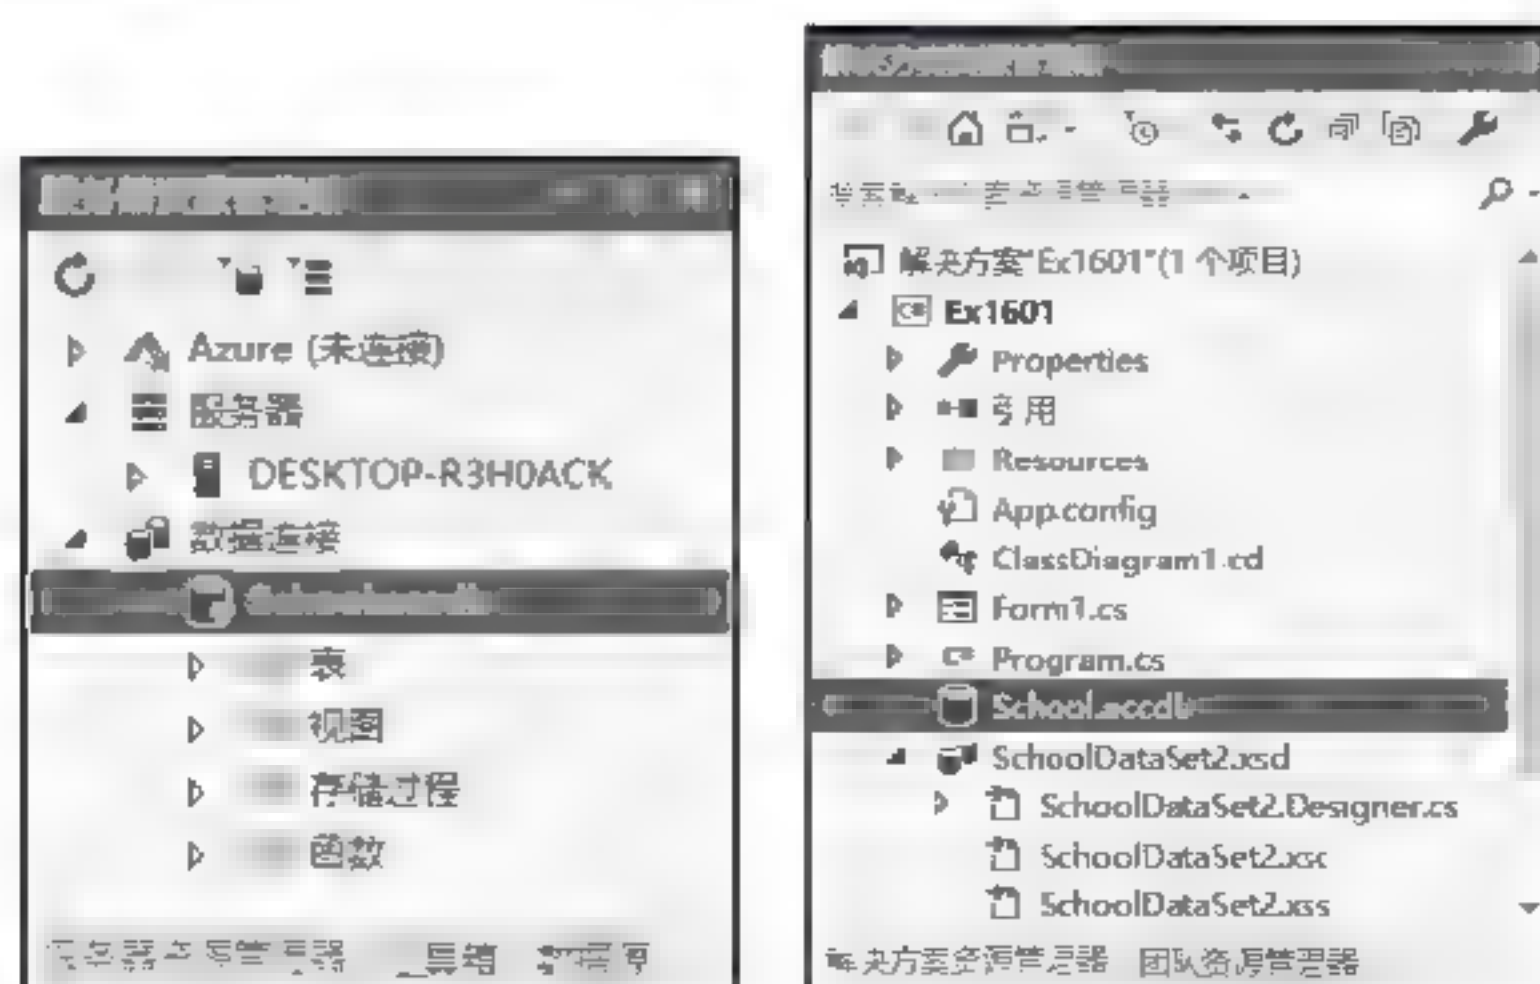 Azure (未连接)
服务器
DESKTOP-R3H0ACK
数据连接
表
视图
存储过程
函数
解决方案"Ex1601"(1 个项目)
Ex1601
Properties
引用
Resources
App.config
ClassDiagram1.cd
Form1.cs
Program.cs
School.accdb
SchoolDataSet2.xsd
SchoolDataSet2.Designer.cs
SchoolDataSet2.xsc
SchoolDataSet2.xss
解决方案资源管理器 团队资源管理器